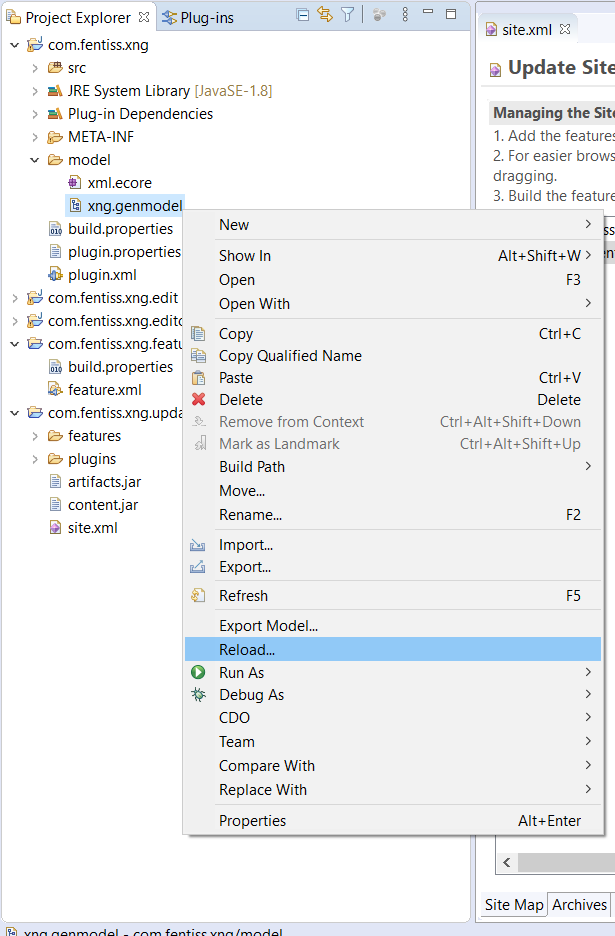 Project Explorer
Plug-ins
com.fentiss.xng
src
JRE System Library [JavaSE-1.8]
Plug-in Dependencies
META-INF
model
xml.ecore
xng.genmodel
build.properties
plugin.properties
plugin.xml
com.fentiss.xng.edit
com.fentiss.xng.edito
com.fentiss.xng.featu
build.properties
feature.xml
com.fentiss.xng.upda
features
plugins
artifacts.jar
content.jar
site.xml
New
Show In Alt+Shift+W
Open F3
Open With
Copy Ctrl+C
Copy Qualified Name
Paste Ctrl+V
Delete Delete
Remove from Context Ctrl+Alt+Shift+Down
Mark as Landmark Ctrl+Alt+Shift+Up
Build Path
Move...
Rename... F2
Import...
Export...
Refresh F5
Export Model...
Reload...
Run As
Debug As
CDO
Team
Compare With
Replace With
Properties Alt+Enter
site.xml
Update Site
Managing the Site
1. Add the features
2. For easier brows
dragging.
3. Build the feature
Site Map Archives
xng.genmodel - com.fentiss.xng/model